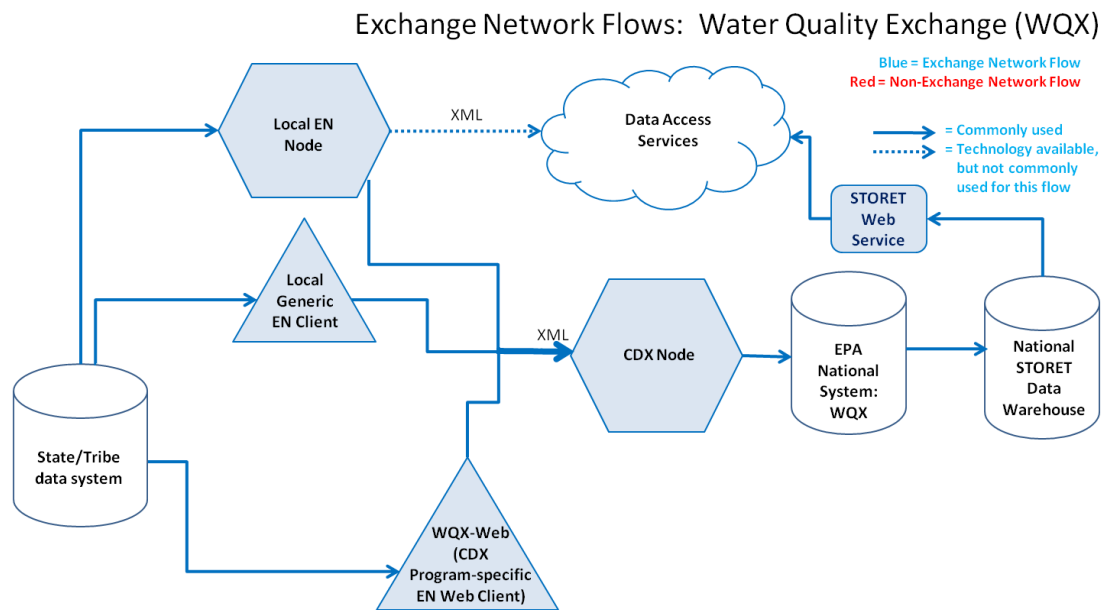 Exchange Network Flows:  Water Quality Exchange (WQX)
Blue = Exchange Network Flow
Red = Non-Exchange Network Flow
= Commonly used
= Technology available,
but not commonly
used for this flow
Local EN
Node
XML
Data Access
Services
STORET
Web
Service
Local
Generic
EN Client
XML
CDX Node
EPA
National
System:
WQX
National
STORET
Data
Warehouse
State/Tribe
data system
WQX-Web
(CDX
Program-specific
EN Web Client)